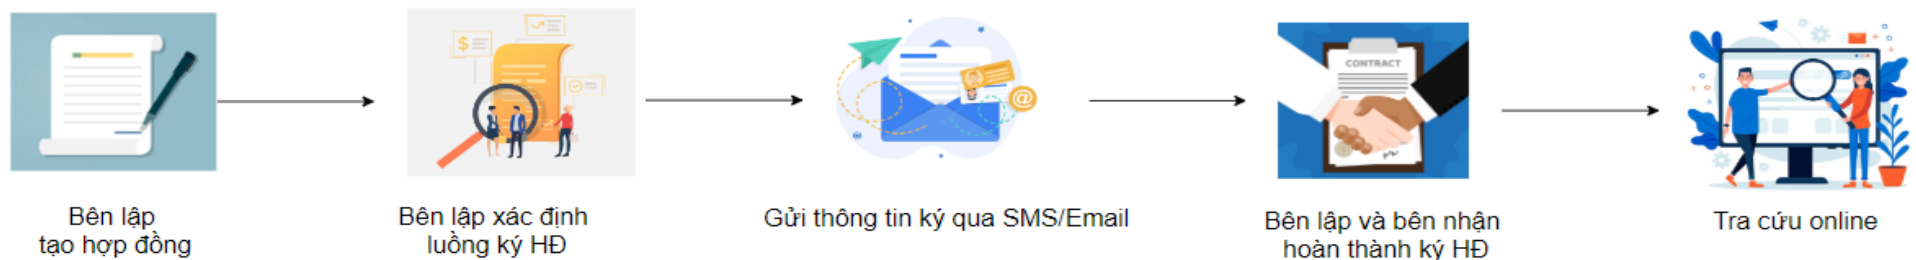 Bên lập
tạo hợp đồng
Bên lập xác định
luồng ký HĐ
$
@
Gửi thông tin ký qua SMS/Email
CONTRACT
Bên lập và bên nhận
hoàn thành ký HĐ
Tra cứu online